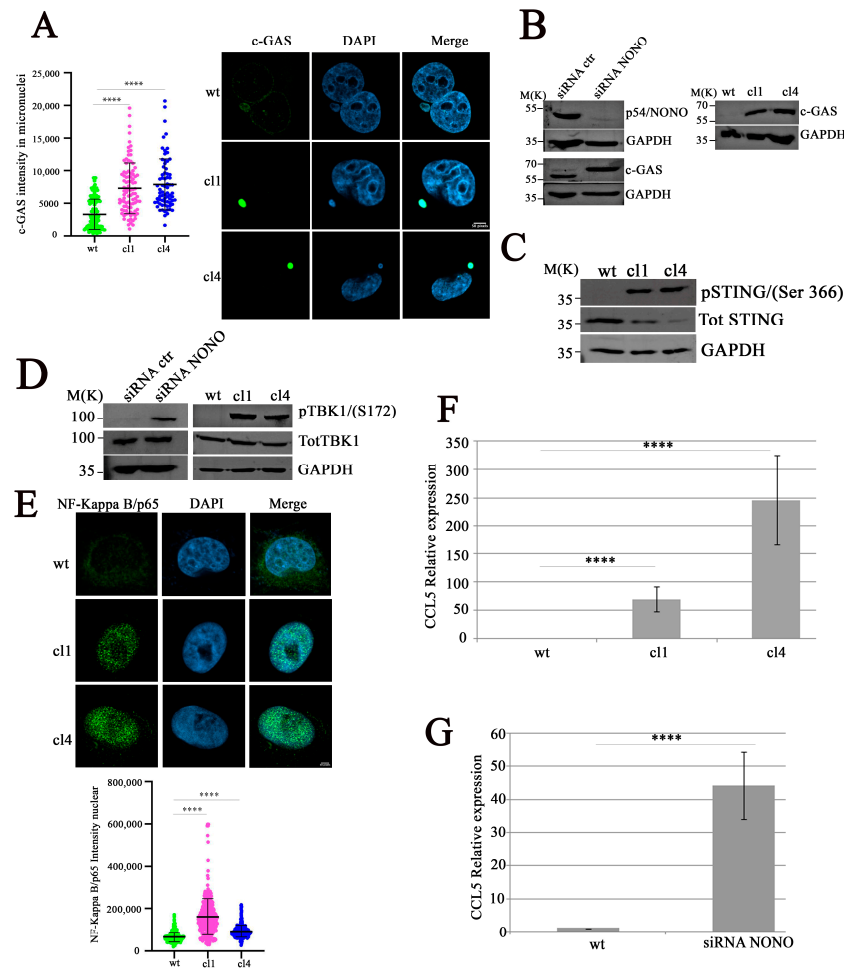 A
c-GAS DAPI Merge
c-GAS intensity in micronuclei
25,000
20,000
15,000
10,000
5000
0
****
****
wt cl1 cl4
wt
cl1
cl4
50 pixels
B
siRNA ctr
siRNA NONO
M(K)
55
p54/NONO
35
GAPDH
70
55
c-GAS
35
GAPDH
M(K) wt cl1 cl4
70
55
c-GAS
35
GAPDH
C
M(K) wt cl1 cl4
35
pSTING/(Ser 366)
35
Tot STING
35
GAPDH
D
siRNA ctr
siRNA NONO
M(K)
wt cl1 cl4
100
pTBK1/(S172)
100
TotTBK1
35
GAPDH
E
NF-Kappa B/p65 DAPI Merge
wt
cl1
cl4
NF-Kappa B/p65 Intensity nuclear
800,000
600,000
400,000
200,000
0
****
****
wt cl1 cl4
F
CCL5 Relative expression
350
300
250
200
150
100
50
0
****
****
wt cl1 cl4
G
CCL5 Relative expression
60
50
40
30
20
10
0
****
wt siRNA NONO